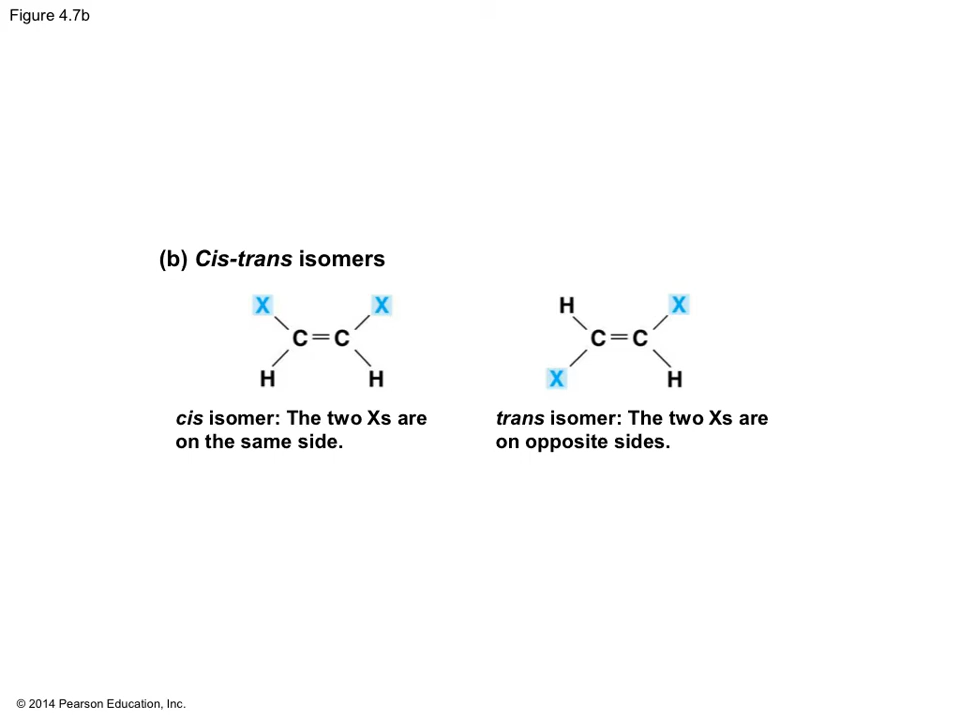 Figure 4.7b
(b) Cis-trans isomers
X X
C=C
H H
cis isomer: The two Xs are
on the same side.
H X
C=C
X H
trans isomer: The two Xs are
on opposite sides.
© 2014 Pearson Education, Inc.